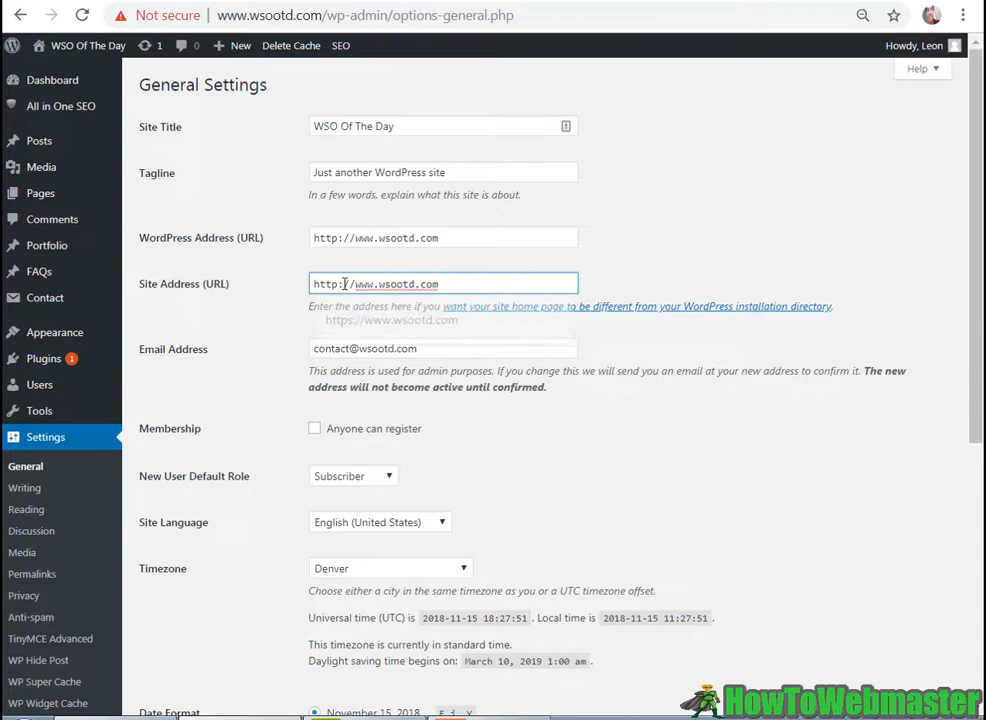 Not secure www.wsootd.com/wp-admin/options-general.php
WSO Of The Day 1 0 New Delete Cache SEO Howdy, Leon
Help
Dashboard
All in One SEO
Posts
Media
Pages
Comments
Portfolio
FAQs
Contact
Appearance
Plugins 1
Users
Tools
Settings
General
Writing
Reading
Discussion
Media
Permalinks
Privacy
Anti-spam
TinyMCE Advanced
WP Hide Post
WP Super Cache
WP Widget Cache
General Settings
Site Title WSO Of The Day
Tagline Just another WordPress site
In a few words, explain what this site is about.
WordPress Address (URL) http://www.wsootd.com
Site Address (URL) http://www.wsootd.com
Enter the address here if you want your site home page to be different from your WordPress installation directory.
https://www.wsootd.com
Email Address contact@wsootd.com
This address is used for admin purposes. If you change this we will send you an email at your new address to confirm it. The new
address will not become active until confirmed.
Membership Anyone can register
New User Default Role Subscriber
Site Language English (United States)
Timezone Denver
Choose either a city in the same timezone as you or a UTC timezone offset.
Universal time (UTC) is 2018-11-15 18:27:51 . Local time is 2018-11-15 11:27:51 .
This timezone is currently in standard time.
Daylight saving time begins on: March 10, 2019 1:00 am .
Date Format November 15, 2018 F j, Y
HowToWebmaster